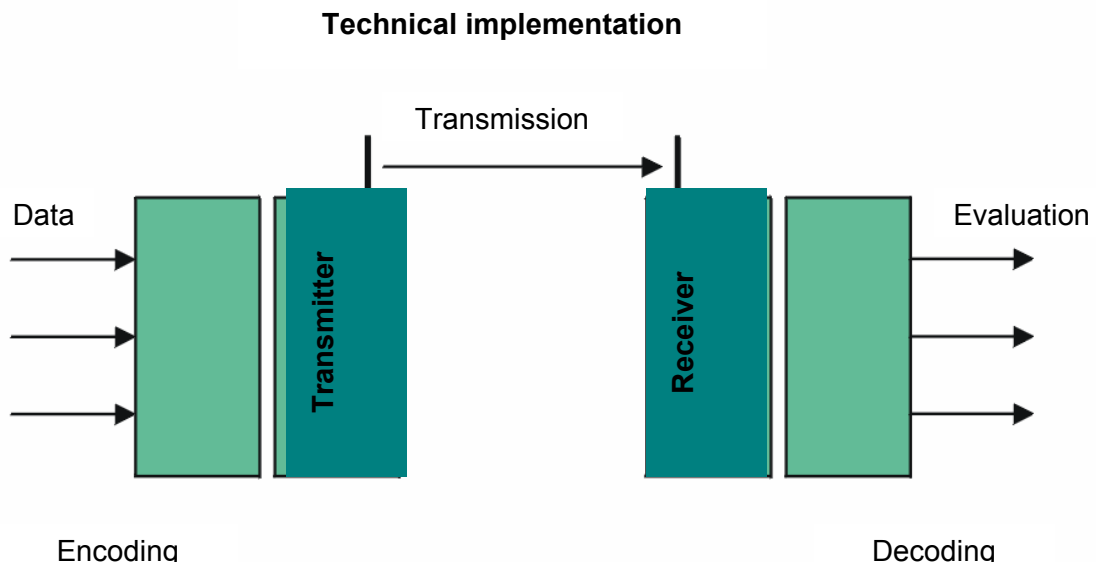 Technical implementation
Transmission
Data
Evaluation
Transmitter
Receiver
Encoding
Decoding